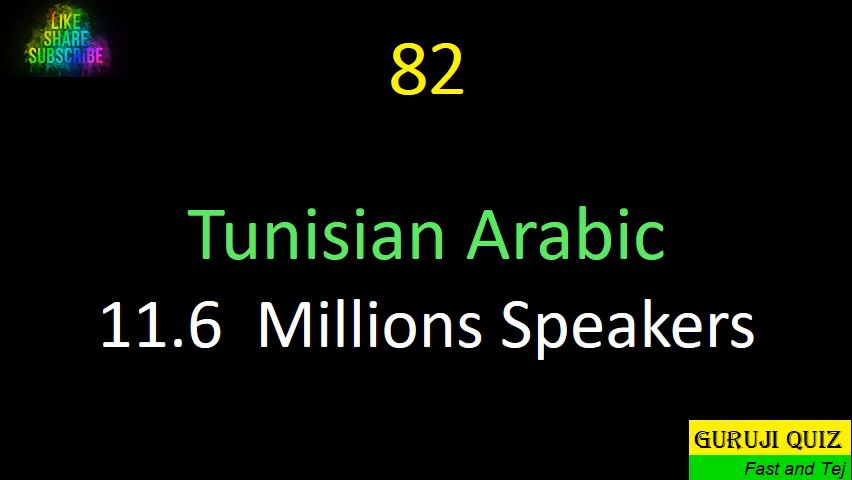 LIKE
SHARE
SUBSCRIBE
82
Tunisian Arabic
11.6  Millions Speakers
GURUJI QUIZ
Fast and Tej